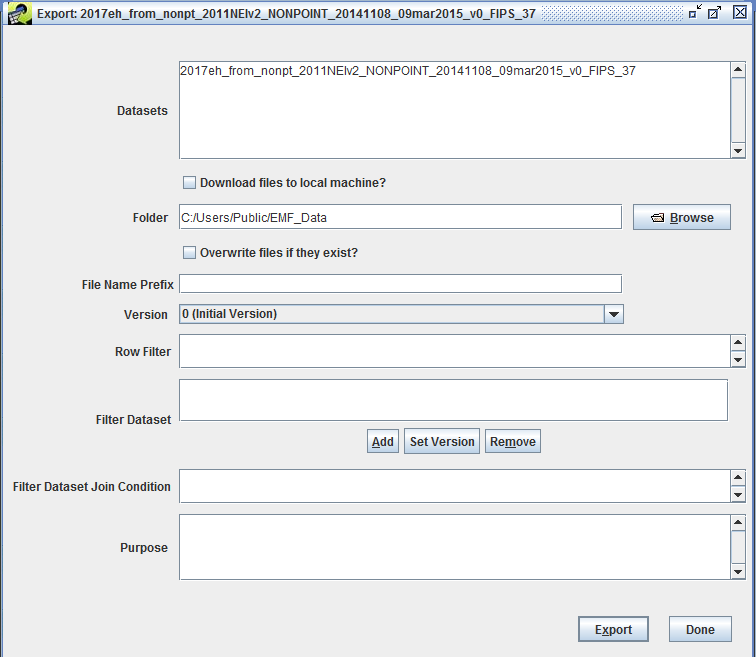 Export: 2017eh_from_nonpt_2011NEIv2_NONPOINT_20141108_09mar2015_v0_FIPS_37
Datasets
2017eh_from_nonpt_2011NEIv2_NONPOINT_20141108_09mar2015_v0_FIPS_37
Download files to local machine?
Folder
C:/Users/Public/EMF_Data
Browse
Overwrite files if they exist?
File Name Prefix
Version
0 (Initial Version)
Row Filter
Filter Dataset
Add
Set Version
Remove
Filter Dataset Join Condition
Purpose
Export
Done